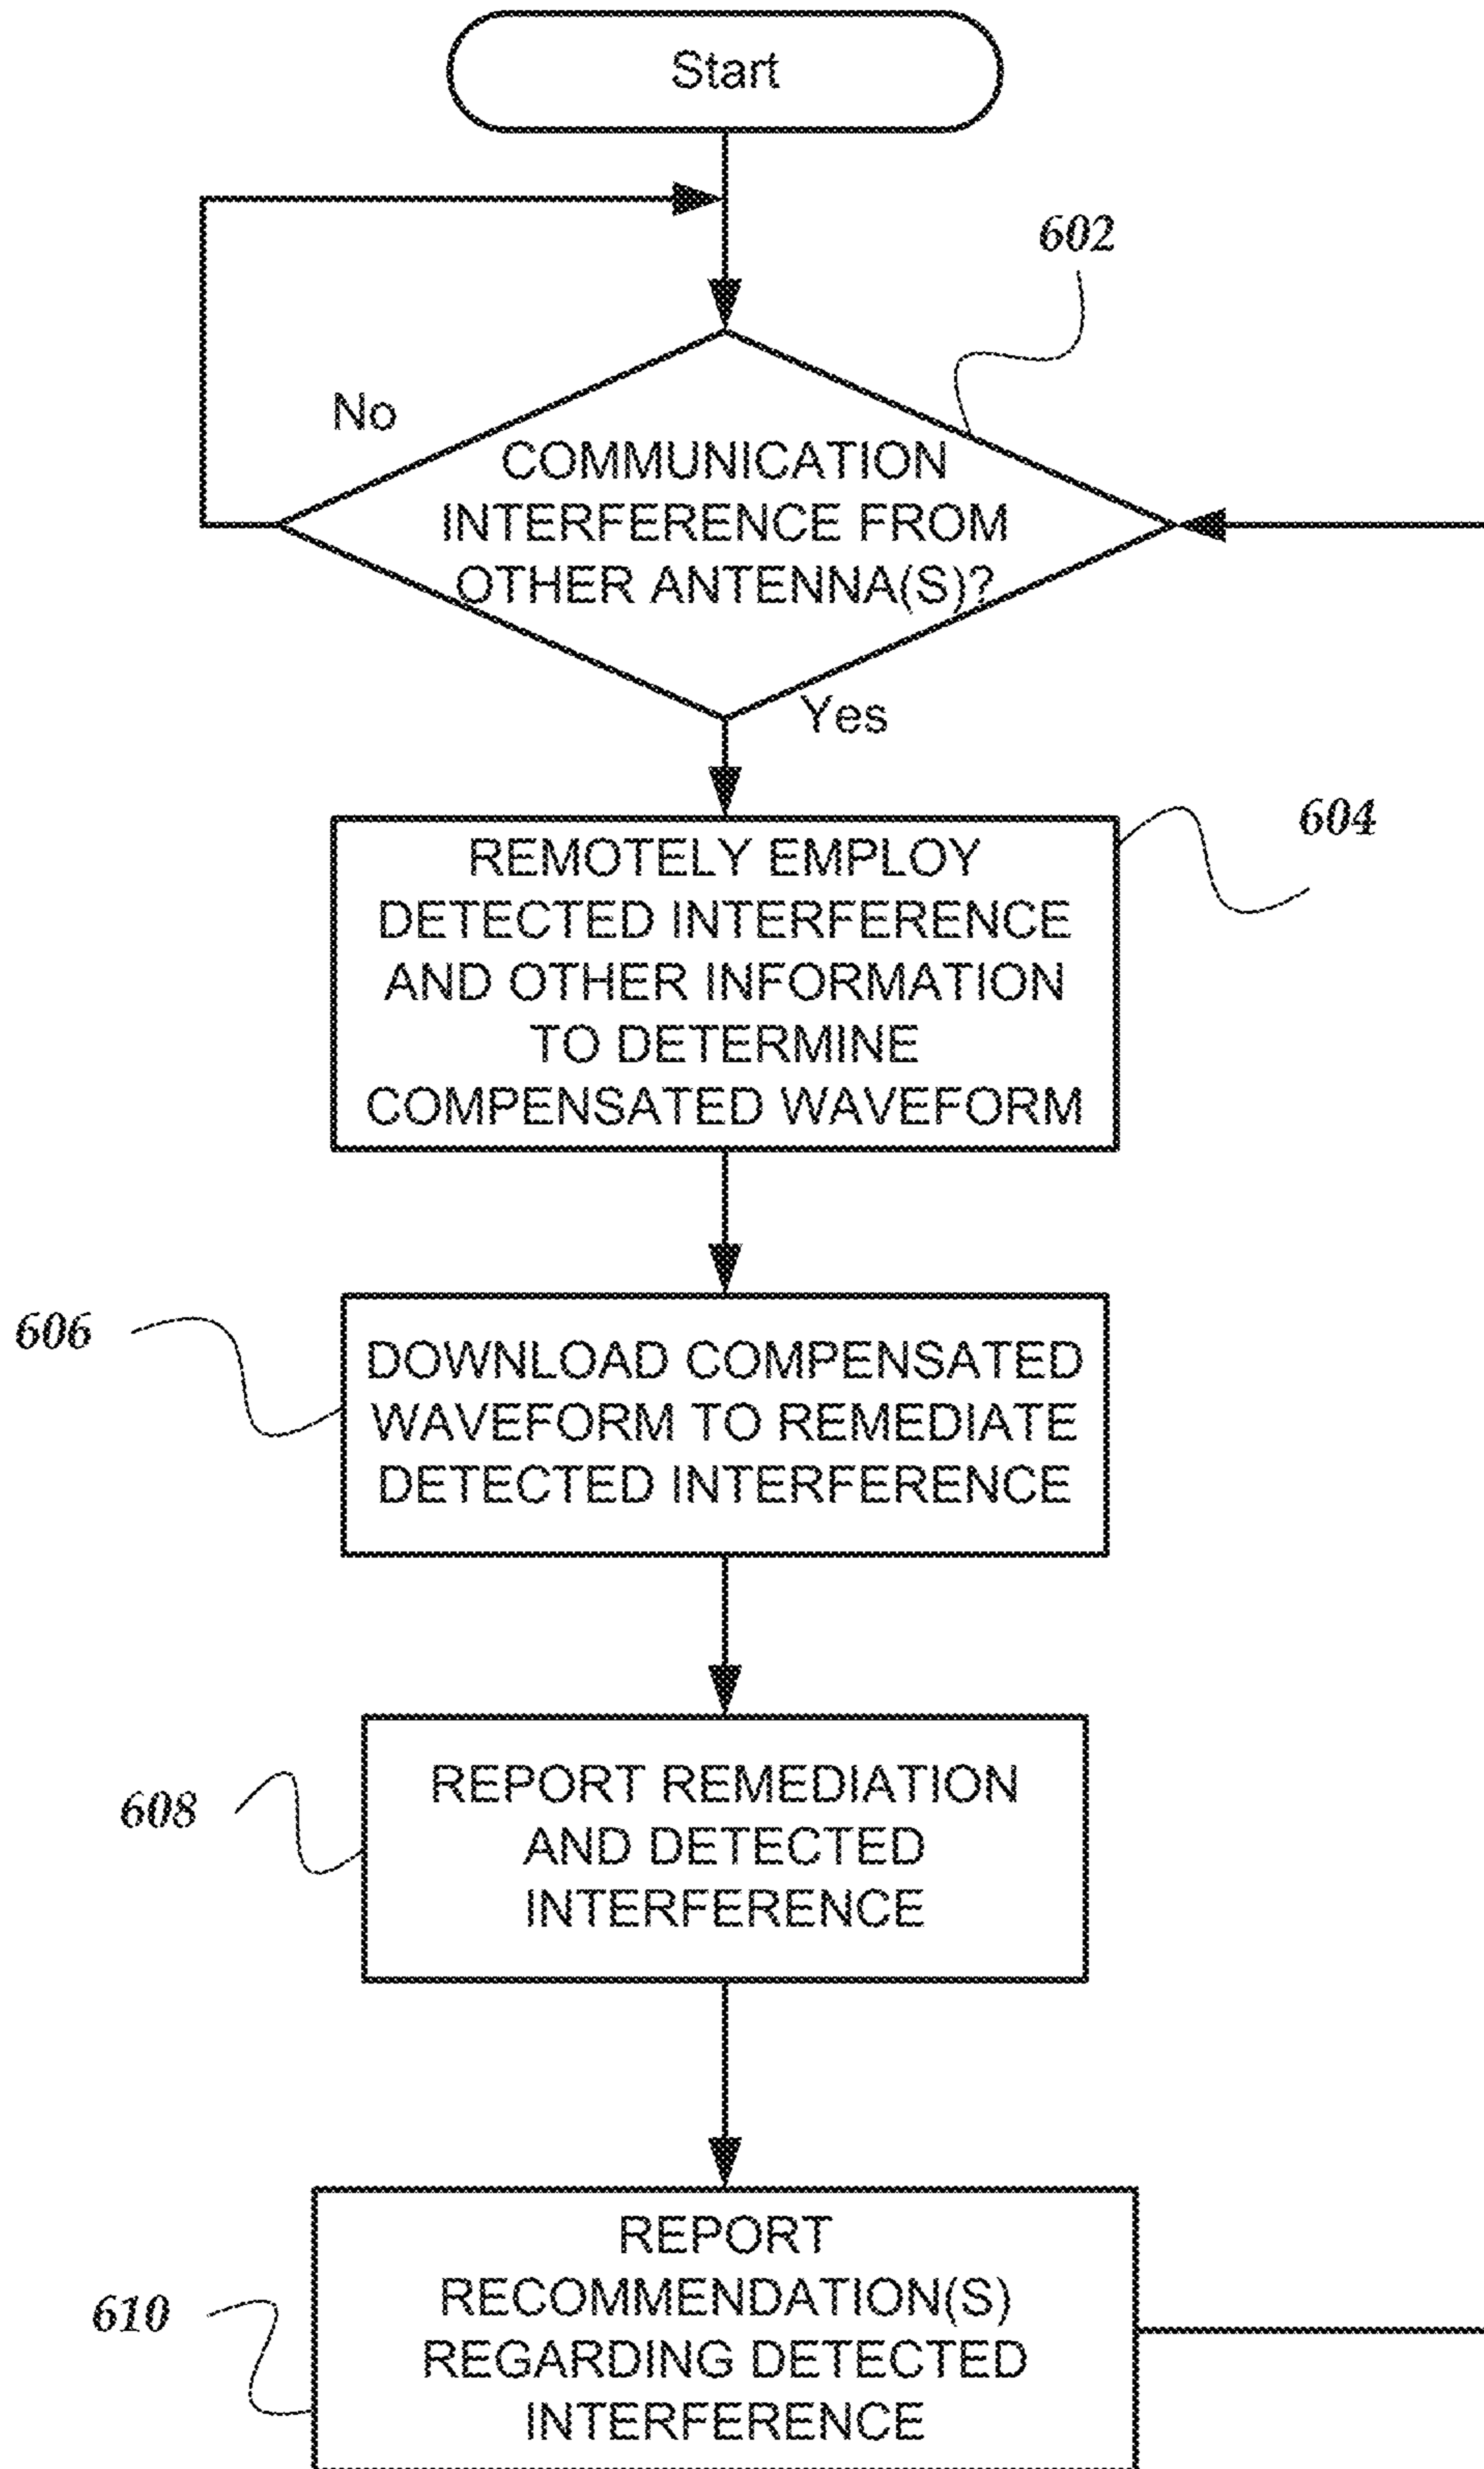 Start
602
No
COMMUNICATION
INTERFERENCE FROM
OTHER ANTENNA(S)?
Yes
604
REMOTELY EMPLOY
DETECTED INTERFERENCE
AND OTHER INFORMATION
TO DETERMINE
COMPENSATED WAVEFORM
606
DOWNLOAD COMPENSATED
WAVEFORM TO REMEDIATE
DETECTED INTERFERENCE
608
REPORT REMEDIATION
AND DETECTED
INTERFERENCE
610
REPORT
RECOMMENDATION(S)
REGARDING DETECTED
INTERFERENCE